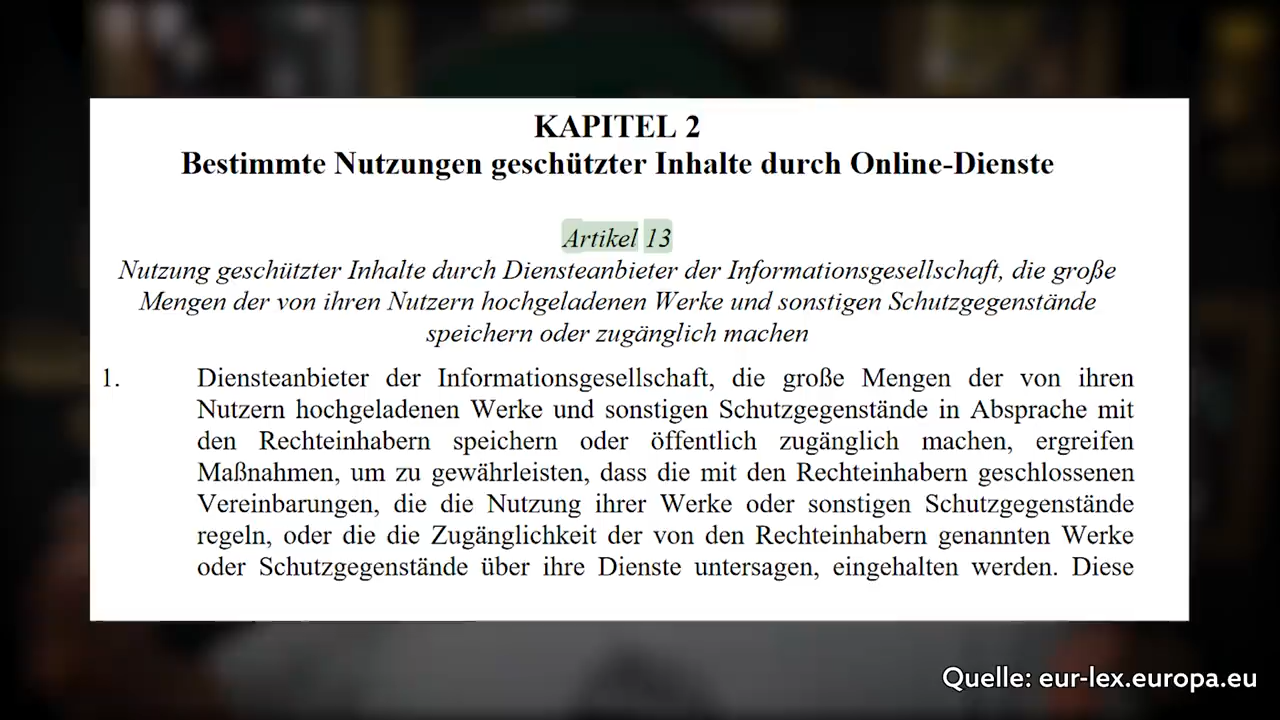 KAPITEL 2
Bestimmte Nutzungen geschützter Inhalte durch Online-Dienste
Artikel 13
Nutzung geschützter Inhalte durch Diensteanbieter der Informationsgesellschaft, die große
Mengen der von ihren Nutzern hochgeladenen Werke und sonstigen Schutzgegenstände
speichern oder zugänglich machen
1. Diensteanbieter der Informationsgesellschaft, die große Mengen der von ihren
Nutzern hochgeladenen Werke und sonstigen Schutzgegenstände in Absprache mit
den Rechteinhabern speichern oder öffentlich zugänglich machen, ergreifen
Maßnahmen, um zu gewährleisten, dass die mit den Rechteinhabern geschlossenen
Vereinbarungen, die die Nutzung ihrer Werke oder sonstigen Schutzgegenstände
regeln, oder die die Zugänglichkeit der von den Rechteinhabern genannten Werke
oder Schutzgegenstände über ihre Dienste untersagen, eingehalten werden. Diese
Quelle: eur-lex.europa.eu